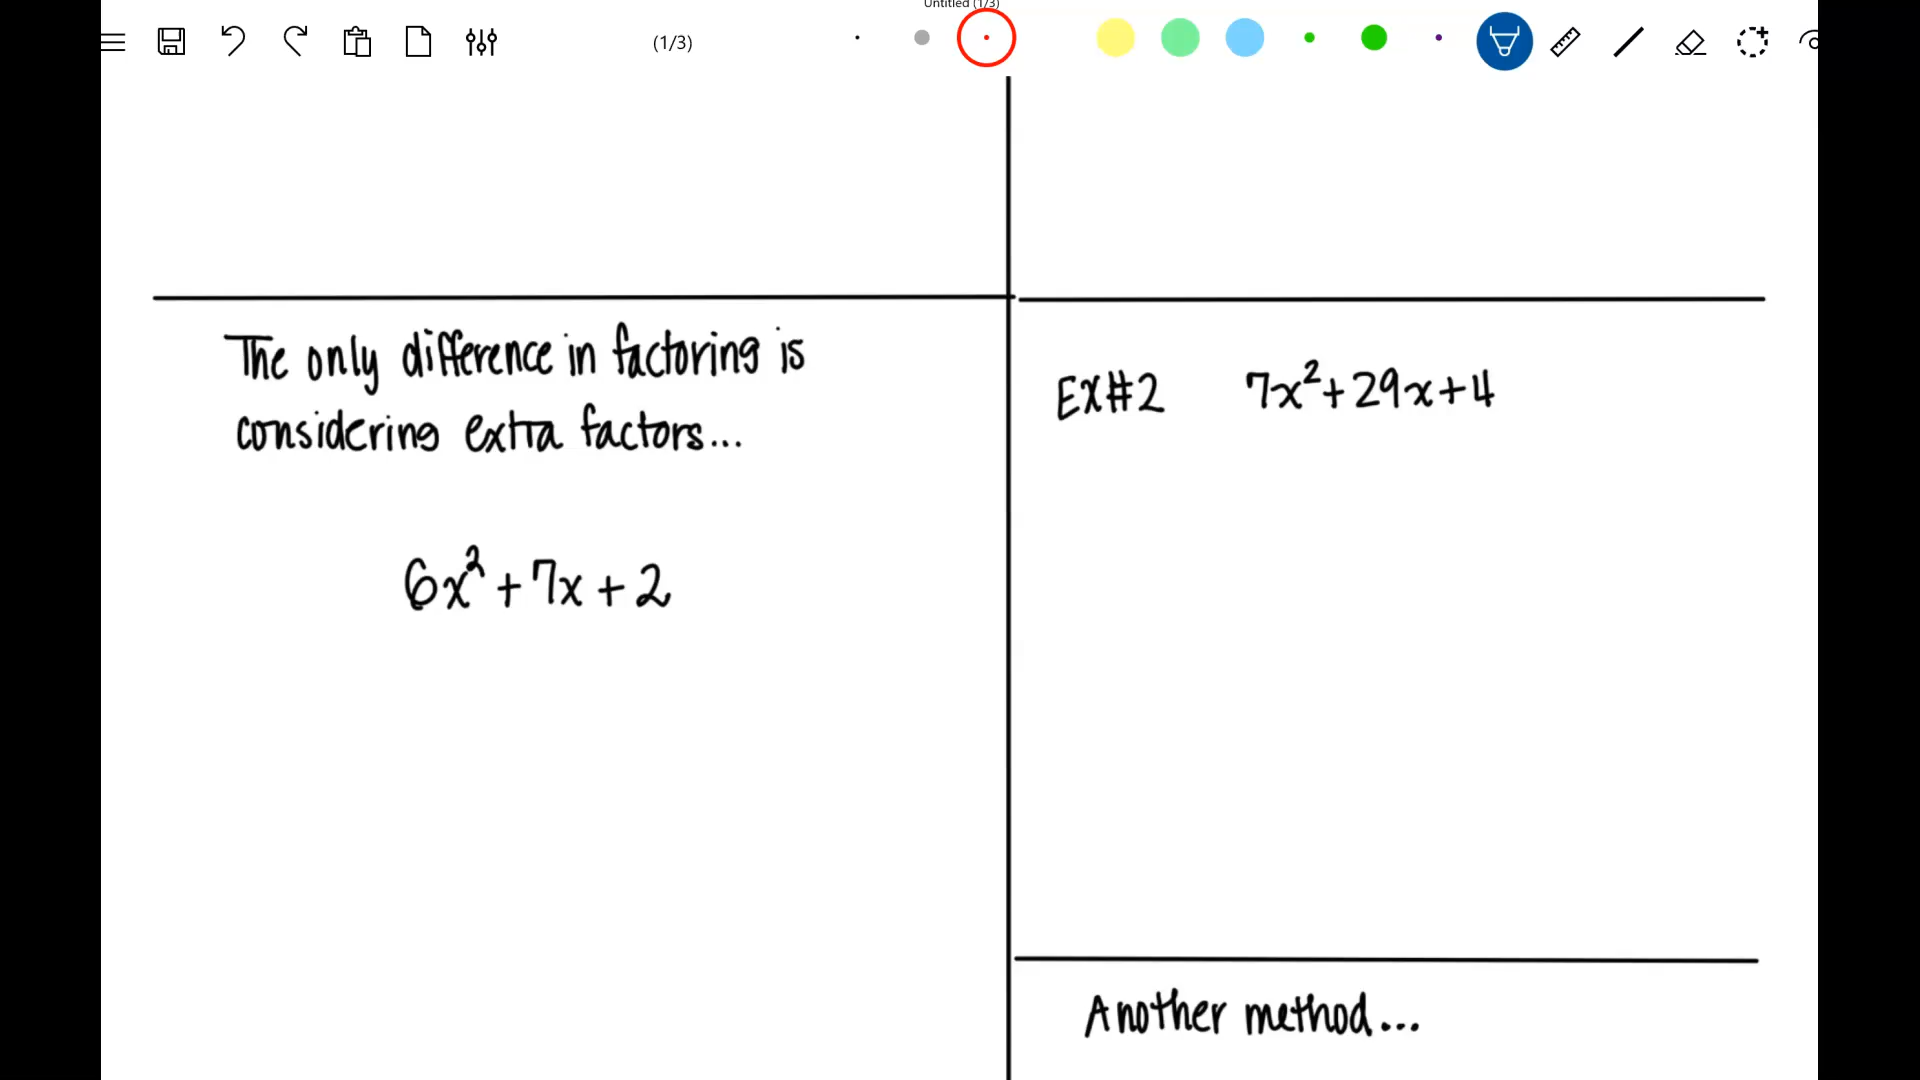 Untitled (1/3)
(1/3)
The only difference in factoring is
considering extra factors...
6x²+7x+2
EX#2 7x²+29x+4
Another method...